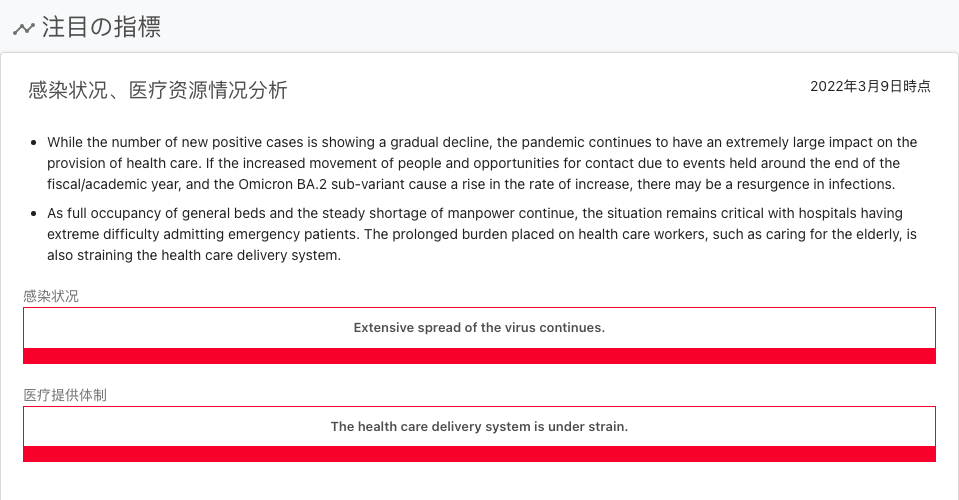 注目の指標
感染状况、医疗资源情况分析
2022年3月9日時点
While the number of new positive cases is showing a gradual decline, the pandemic continues to have an extremely large impact on the
provision of health care. If the increased movement of people and opportunities for contact due to events held around the end of the
fiscal/academic year, and the Omicron BA.2 sub-variant cause a rise in the rate of increase, there may be a resurgence in infections.
As full occupancy of general beds and the steady shortage of manpower continue, the situation remains critical with hospitals having
extreme difficulty admitting emergency patients. The prolonged burden placed on health care workers, such as caring for the elderly, is
also straining the health care delivery system.
感染状况
Extensive spread of the virus continues.
医疗提供体制
The health care delivery system is under strain.